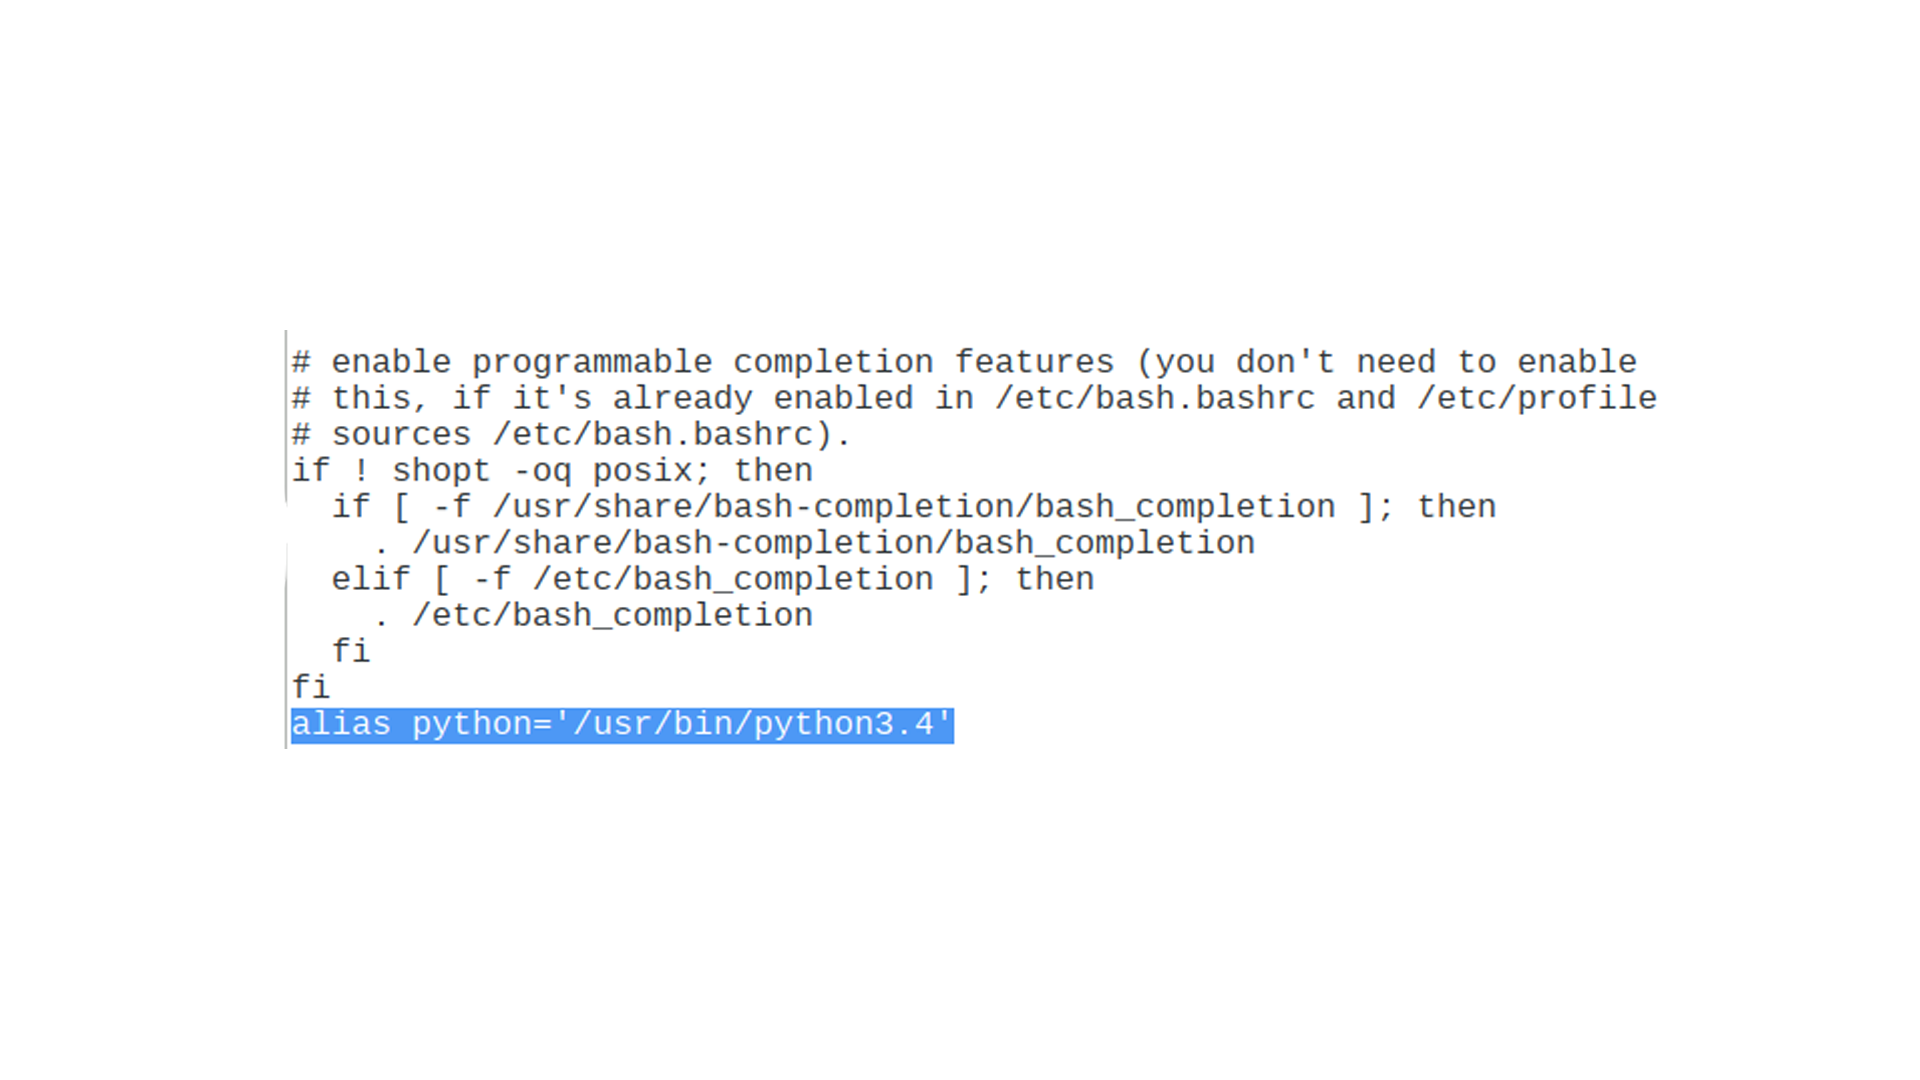 # enable programmable completion features (you don't need to enable
# this, if it's already enabled in /etc/bash.bashrc and /etc/profile
# sources /etc/bash.bashrc).
if ! shopt -oq posix; then
  if [ -f /usr/share/bash-completion/bash_completion ]; then
    . /usr/share/bash-completion/bash_completion
  elif [ -f /etc/bash_completion ]; then
    . /etc/bash_completion
  fi
fi
alias python='/usr/bin/python3.4'